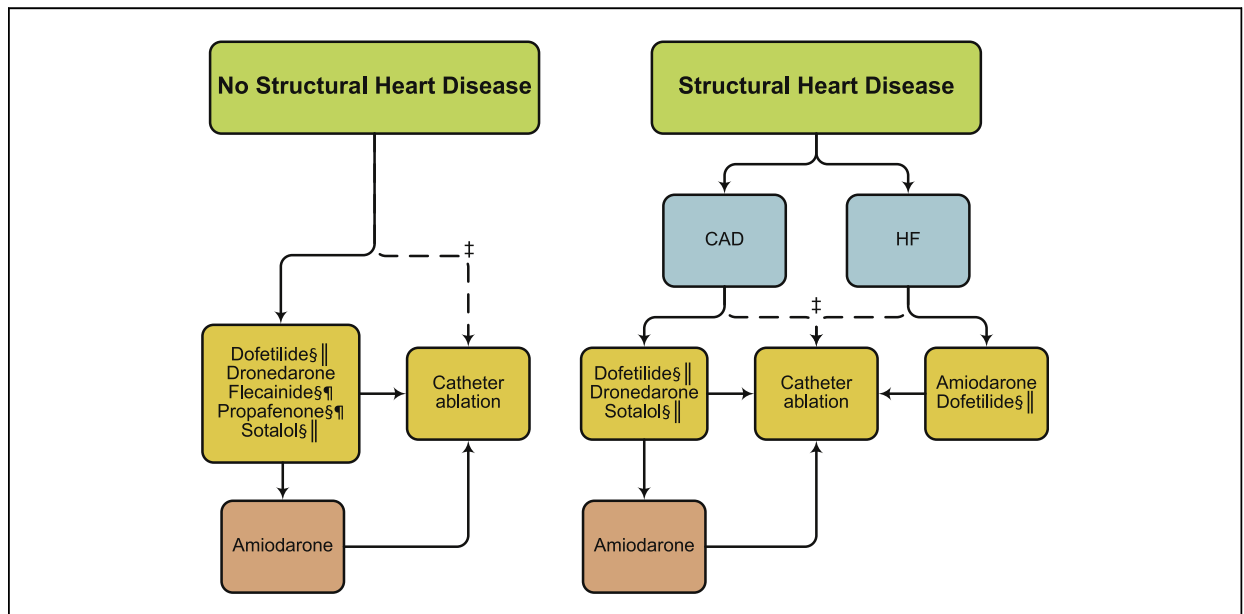 No Structural Heart Disease
Structural Heart Disease
CAD
HF
‡
‡
Dofetilide§‖
Dronedarone
Flecainide§¶
Propafenone§¶
Sotalol§‖
Catheter
ablation
Dofetilide§‖
Dronedarone
Sotalol§‖
Catheter
ablation
Amiodarone
Dofetilide§‖
Amiodarone
Amiodarone